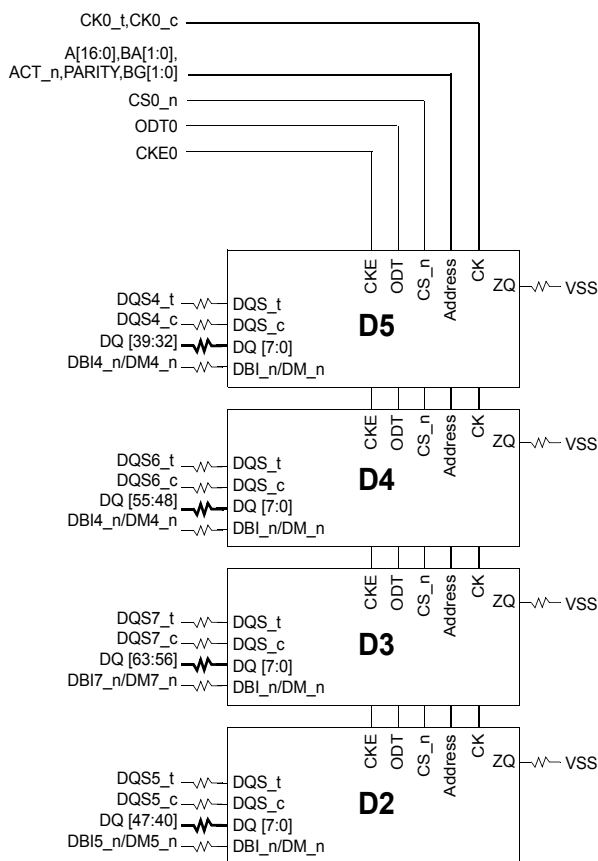 CK0_t,CK0_c
A[16:0],BA[1:0],
ACT_n,PARITY,BG[1:0]
CS0_n
ODT0
CKE0
CKE
ODT
CS_n
Address
CK
ZQ
VSS
D5
DQS4_t
DQS_t
DQS4_c
DQS_c
DQ [39:32]
DQ [7:0]
DBI4_n/DM4_n
DBI_n/DM_n
CKE
ODT
CS_n
Address
CK
ZQ
VSS
D4
DQS6_t
DQS_t
DQS6_c
DQS_c
DQ [55:48]
DQ [7:0]
DBI4_n/DM4_n
DBI_n/DM_n
CKE
ODT
CS_n
Address
CK
ZQ
VSS
D3
DQS7_t
DQS_t
DQS7_c
DQS_c
DQ [63:56]
DQ [7:0]
DBI7_n/DM7_n
DBI_n/DM_n
CKE
ODT
CS_n
Address
CK
ZQ
VSS
D2
DQS5_t
DQS_t
DQS5_c
DQS_c
DQ [47:40]
DQ [7:0]
DBI5_n/DM5_n
DBI_n/DM_n